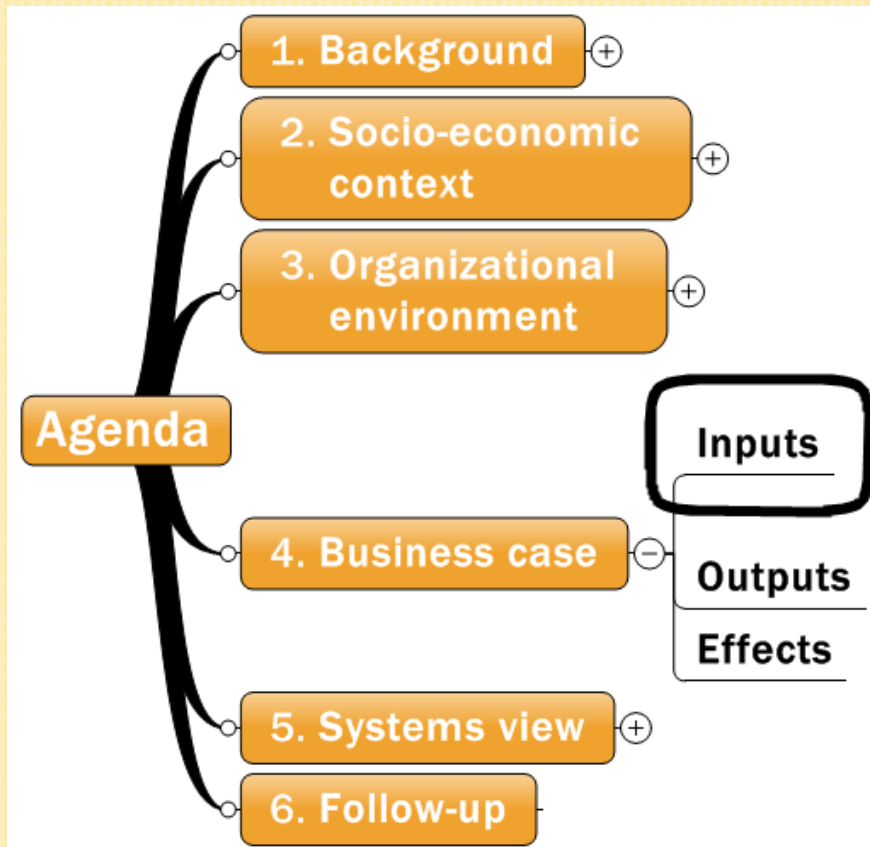 1. Background
2. Socio-economic
context
3. Organizational
environment
Agenda
4. Business case
Inputs
Outputs
Effects
5. Systems view
6. Follow-up